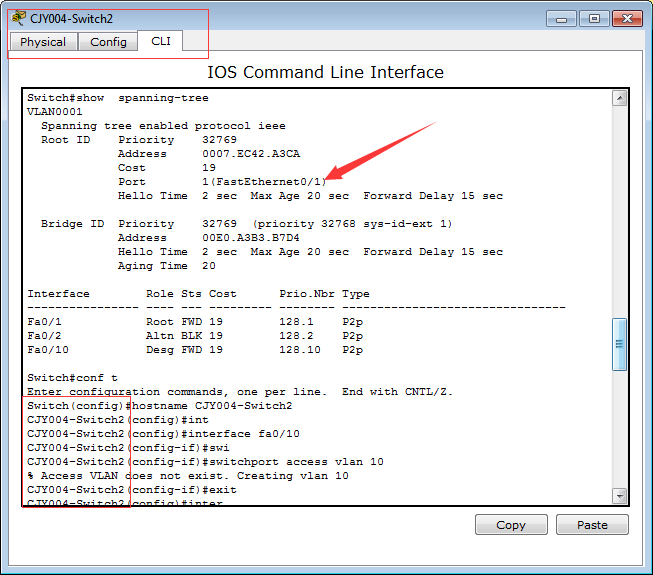 CJY004-Switch2
Physical Config CLI
IOS Command Line Interface
Switch#show  spanning-tree
VLAN0001
  Spanning tree enabled protocol ieee
  Root ID    Priority    32769
             Address     0007.EC42.A3CA
             Cost        19
             Port        1(FastEthernet0/1)
             Hello Time  2 sec  Max Age 20 sec  Forward Delay 15 sec
  Bridge ID  Priority    32769  (priority 32768 sys-id-ext 1)
             Address     00E0.A3B3.B7D4
             Hello Time  2 sec  Max Age 20 sec  Forward Delay 15 sec
             Aging Time  20
Interface        Role Sts Cost      Prio.Nbr Type
---------------- ---- --- --------- -------- --------------------------------
Fa0/1            Root FWD 19        128.1    P2p
Fa0/2            Altn BLK 19        128.2    P2p
Fa0/10           Desg FWD 19        128.10   P2p
Switch#conf t
Enter configuration commands, one per line.  End with CNTL/Z.
Switch(config)#hostname CJY004-Switch2
CJY004-Switch2(config)#int
CJY004-Switch2(config)#interface fa0/10
CJY004-Switch2(config-if)#swi
CJY004-Switch2(config-if)#switchport access vlan 10
% Access VLAN does not exist. Creating vlan 10
CJY004-Switch2(config-if)#exit
CJY004-Switch2(config)#inter
Copy Paste